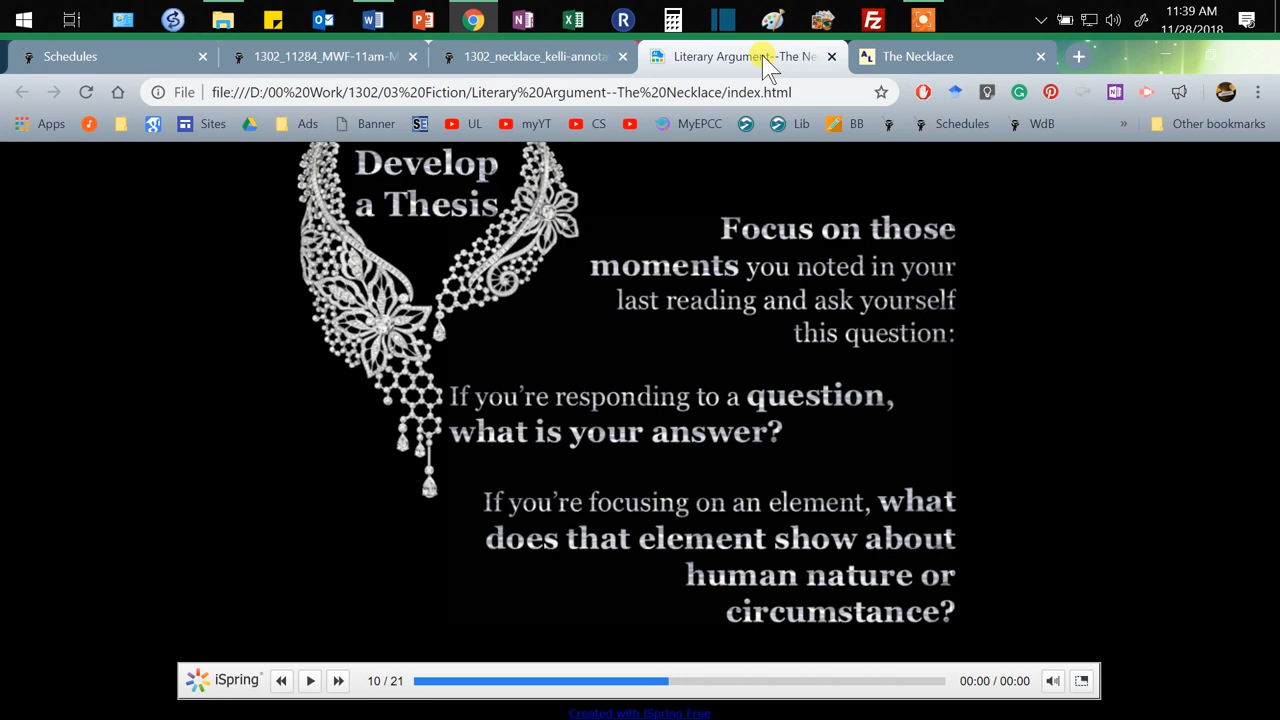 11:39 AM
11/28/2018
Schedules
1302_11284_MWF-11am-M
1302_necklace_kelli-annota
Literary Argument--The Ne
The Necklace
File
file:///D:/00%20Work/1302/03%20Fiction/Literary%20Argument--The%20Necklace/index.html
Apps
Sites
Ads
Banner
SE
UL
myYT
CS
MyEPCC
Lib
BB
Schedules
WdB
»
Other bookmarks
Develop
a Thesis
Focus on those
moments you noted in your
last reading and ask yourself
this question:
If you're responding to a question,
what is your answer?
If you're focusing on an element, what
does that element show about
human nature or
circumstance?
iSpring
10 / 21
00:00 / 00:00
Created with iSpring Free